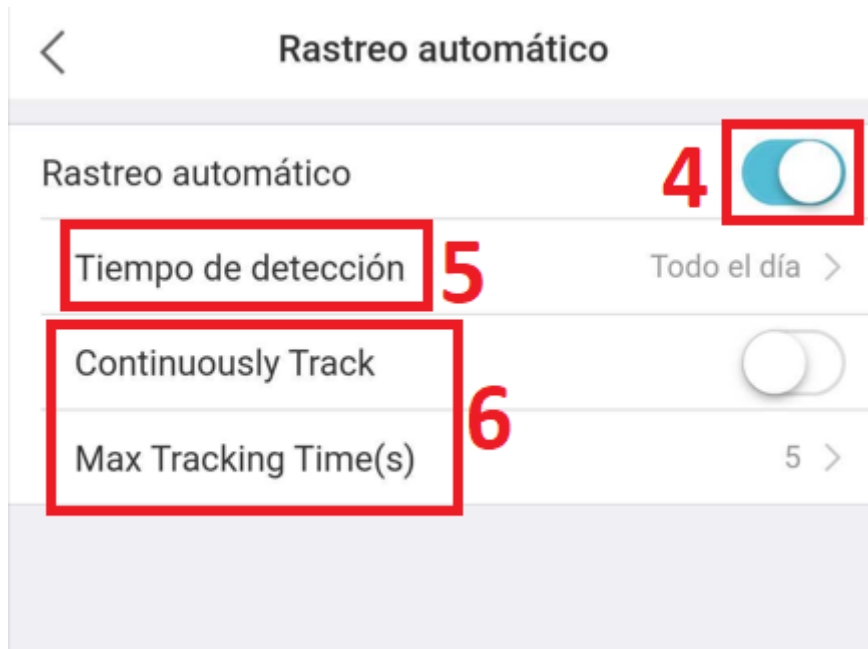 Rastreo automático
Rastreo automático 4
Tiempo de detección 5 Todo el día
Continuously Track
6
Max Tracking Time(s) 5